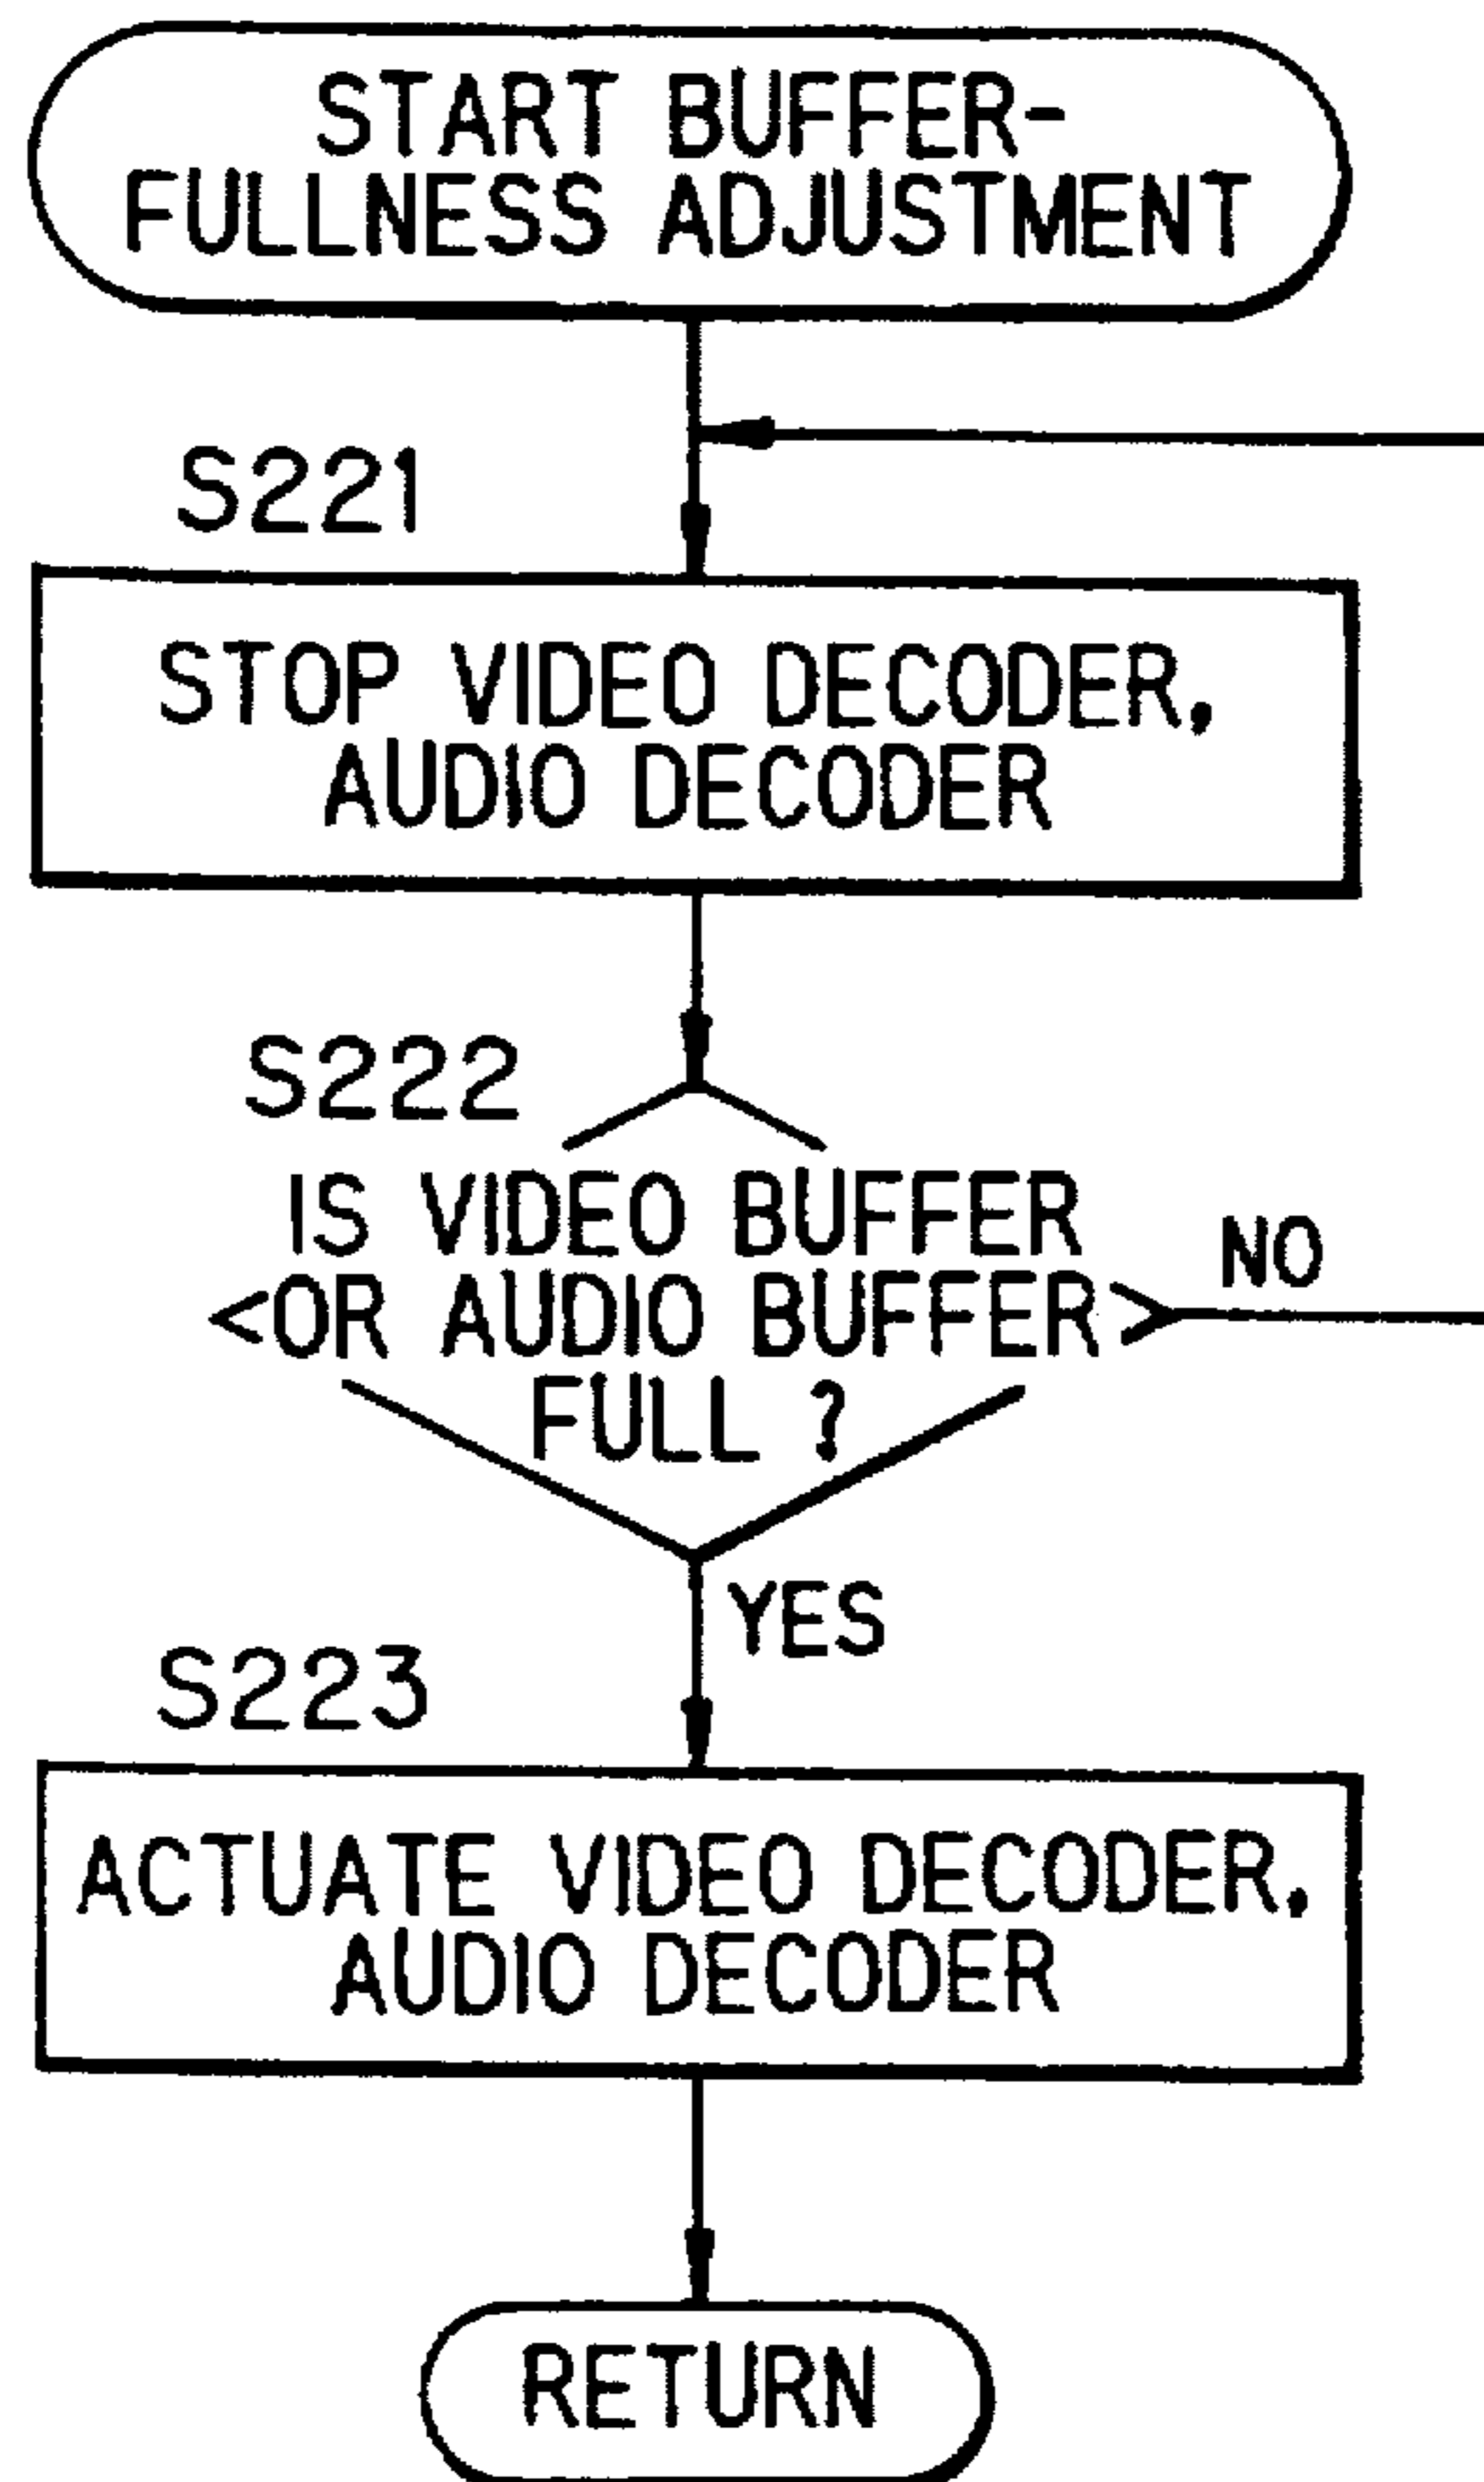 START BUFFER-
FULLNESS ADJUSTMENT
S221
STOP VIDEO DECODER,
AUDIO DECODER
S222
IS VIDEO BUFFER
OR AUDIO BUFFER
FULL ?
NO
YES
S223
ACTUATE VIDEO DECODER,
AUDIO DECODER
RETURN